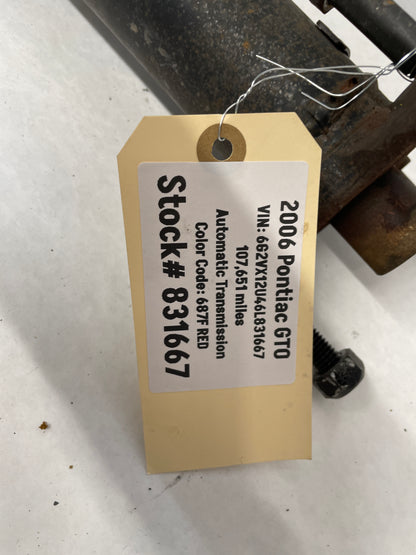 2006 Pontiac GTO
VIN: 6G2VX12U46L831667
107,651 miles
Automatic Transmission
Color Code: 687F RED
Stock# 831667